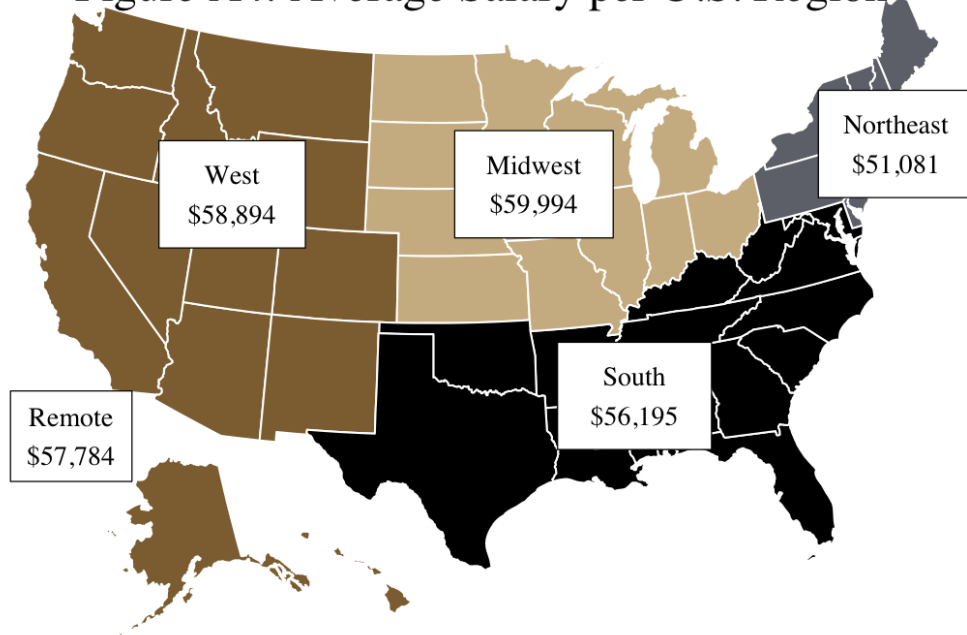 Average Salary per U.S. Region
West
$58,894
Midwest
$59,994
Northeast
$51,081
South
$56,195
Remote
$57,784